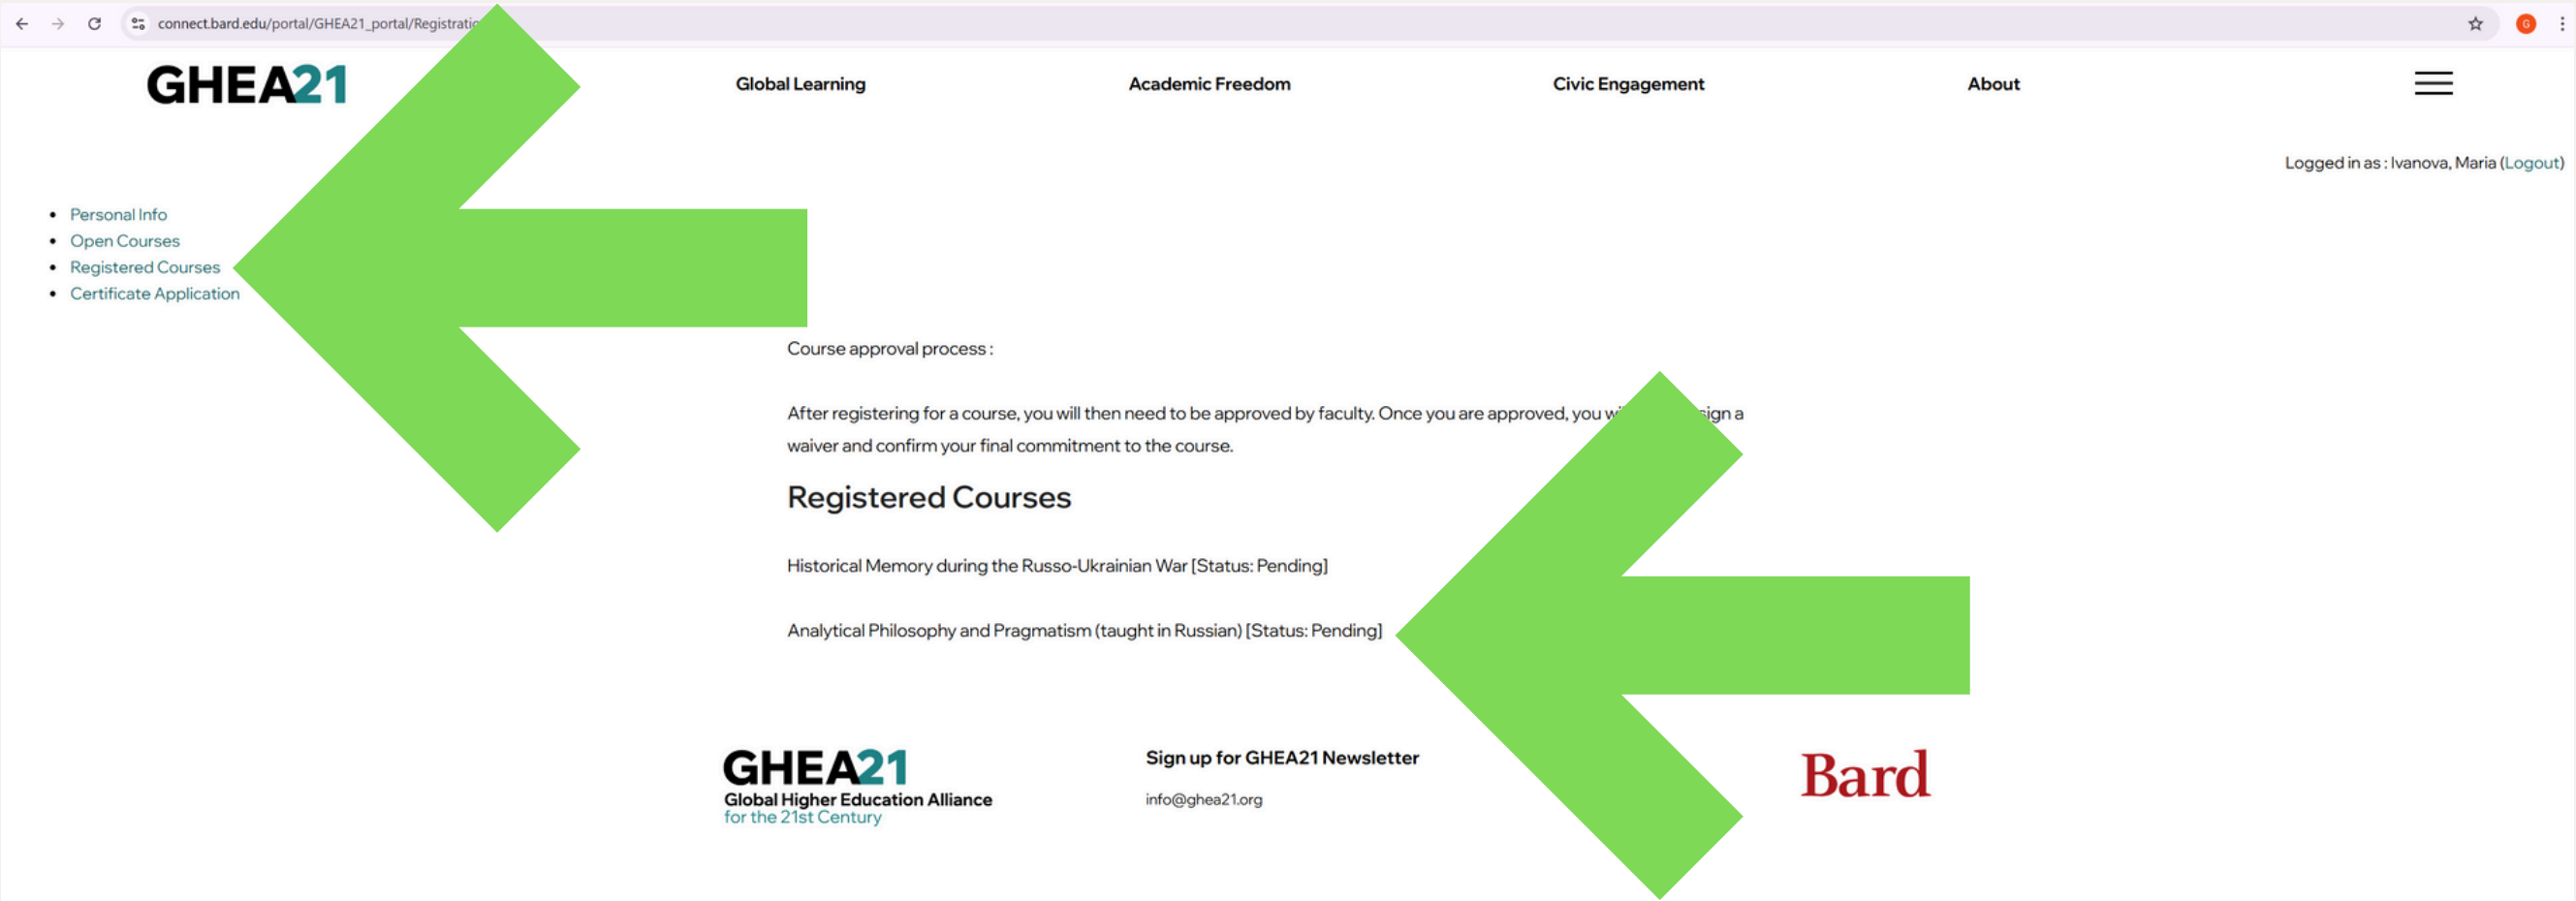 connect.bard.edu/portal/GHEA21_portal/Registratio
GHEA21
Global Learning
Academic Freedom
Civic Engagement
About
G
Logged in as : Ivanova, Maria (Logout)
Personal Info
Open Courses
Registered Courses
Certificate Application
Course approval process :
After registering for a course, you will then need to be approved by faculty. Once you are approved, you sign a
waiver and confirm your final commitment to the course.
Registered Courses
Historical Memory during the Russo-Ukrainian War [Status: Pending]
Analytical Philosophy and Pragmatism (taught in Russian) [Status: Pending]
GHEA21
Global Higher Education Alliance
for the 21st Century
Sign up for GHEA21 Newsletter
info@ghea21.org
Bard